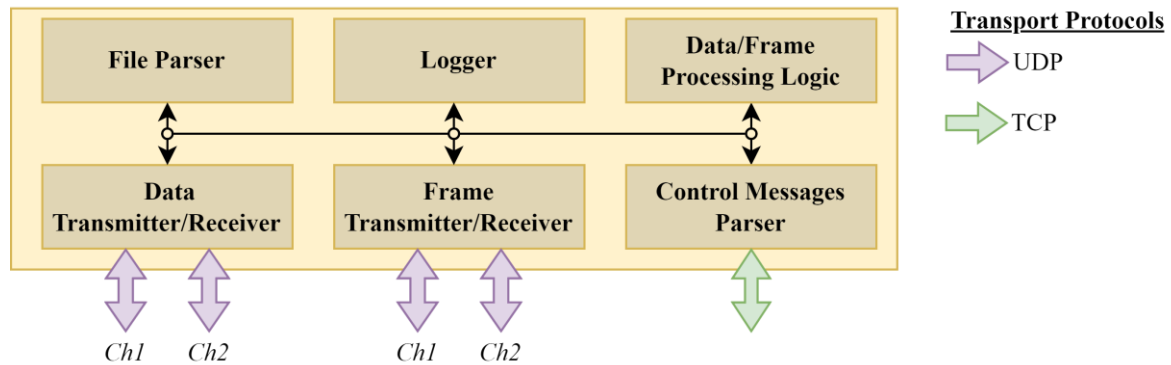 File Parser
Logger
Data/Frame
Processing Logic
Data
Transmitter/Receiver
Frame
Transmitter/Receiver
Control Messages
Parser
Ch1
Ch2
Ch1
Ch2
Transport Protocols
UDP
TCP